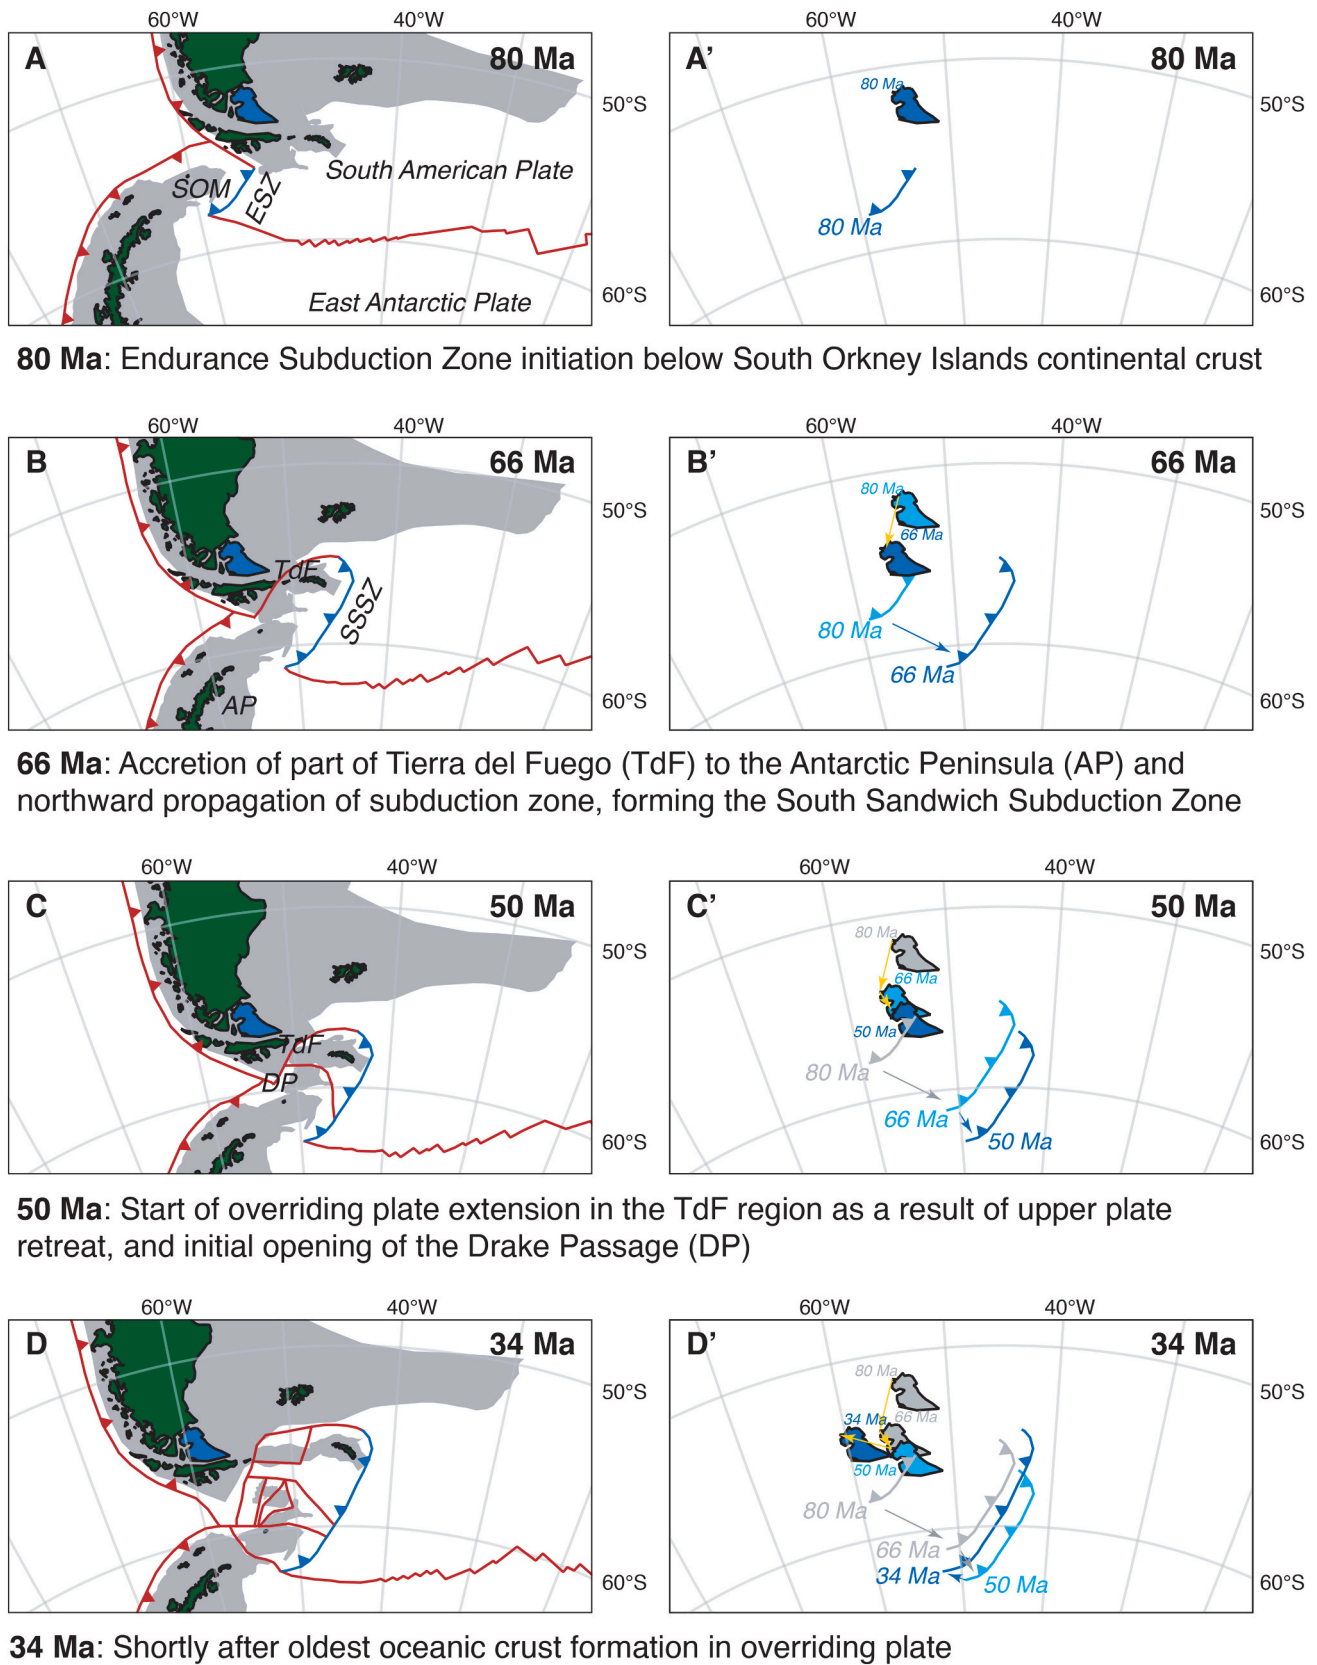 60°W 40°W 60°W 40°W
A 80 Ma A' 80 Ma
80 Ma
50°S 50°S
South American Plate
SOM
ESZ
80 Ma
East Antarctic Plate
60°S 60°S
80 Ma: Endurance Subduction Zone initiation below South Orkney Islands continental crust
60°W 40°W 60°W 40°W
B 66 Ma B' 66 Ma
80 Ma
50°S 50°S
66 Ma
TdF
SSSZ
80 Ma
66 Ma
AP
60°S 60°S
66 Ma: Accretion of part of Tierra del Fuego (TdF) to the Antarctic Peninsula (AP) and
northward propagation of subduction zone, forming the South Sandwich Subduction Zone
60°W 40°W 60°W 40°W
C 50 Ma C' 50 Ma
80 Ma
50°S 50°S
66 Ma
50 Ma
TdF
DP
80 Ma
66 Ma
50 Ma
60°S 60°S
50 Ma: Start of overriding plate extension in the TdF region as a result of upper plate
retreat, and initial opening of the Drake Passage (DP)
60°W 40°W 60°W 40°W
D 34 Ma D' 34 Ma
80 Ma
50°S 50°S
34 Ma 66 Ma
50 Ma
80 Ma
66 Ma
34 Ma 50 Ma
60°S 60°S
34 Ma: Shortly after oldest oceanic crust formation in overriding plate